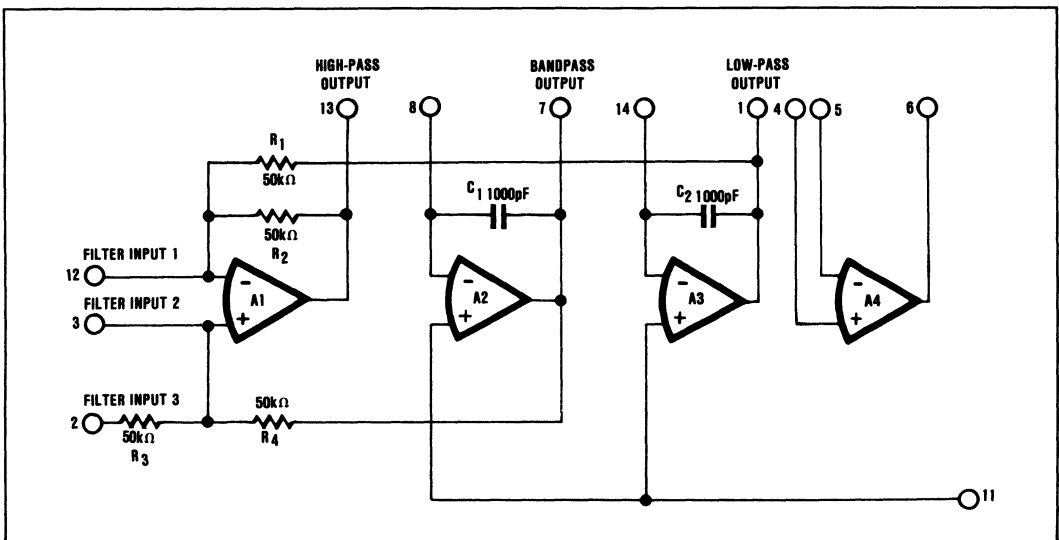 HIGH-PASS
OUTPUT
13
8
BANDPASS
OUTPUT
7
14
LOW-PASS
OUTPUT
1
4
5
6
R1
50kΩ
50kΩ
R2
C1 1000pF
C2 1000pF
FILTER INPUT 1
12
FILTER INPUT 2
3
− A1 +
− A2 +
− A3 +
− A4 +
FILTER INPUT 3
2
50kΩ
R3
50kΩ
R4
11